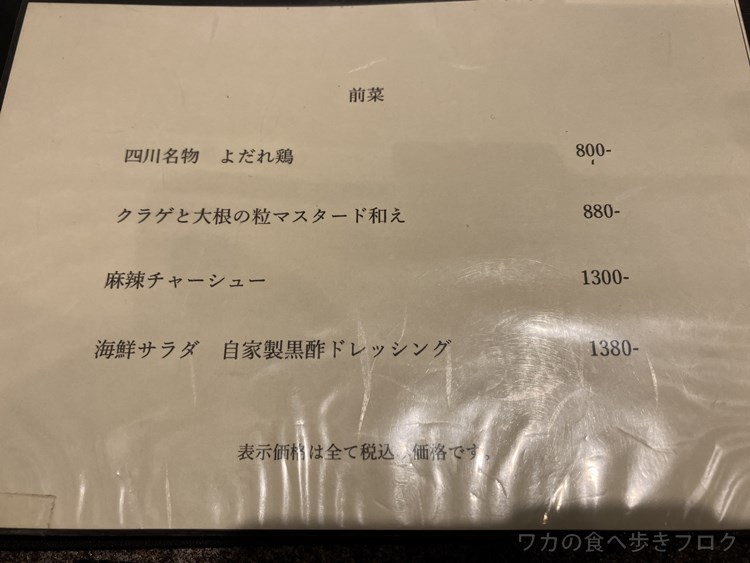 前菜
四川名物　よだれ鶏　800-
クラゲと大根の粒マスタード和え　880-
麻辣チャーシュー　1300-
海鮮サラダ　自家製黒酢ドレッシング　1380-
表示価格は全て税込み価格です。
ワカの食べ歩きブログ